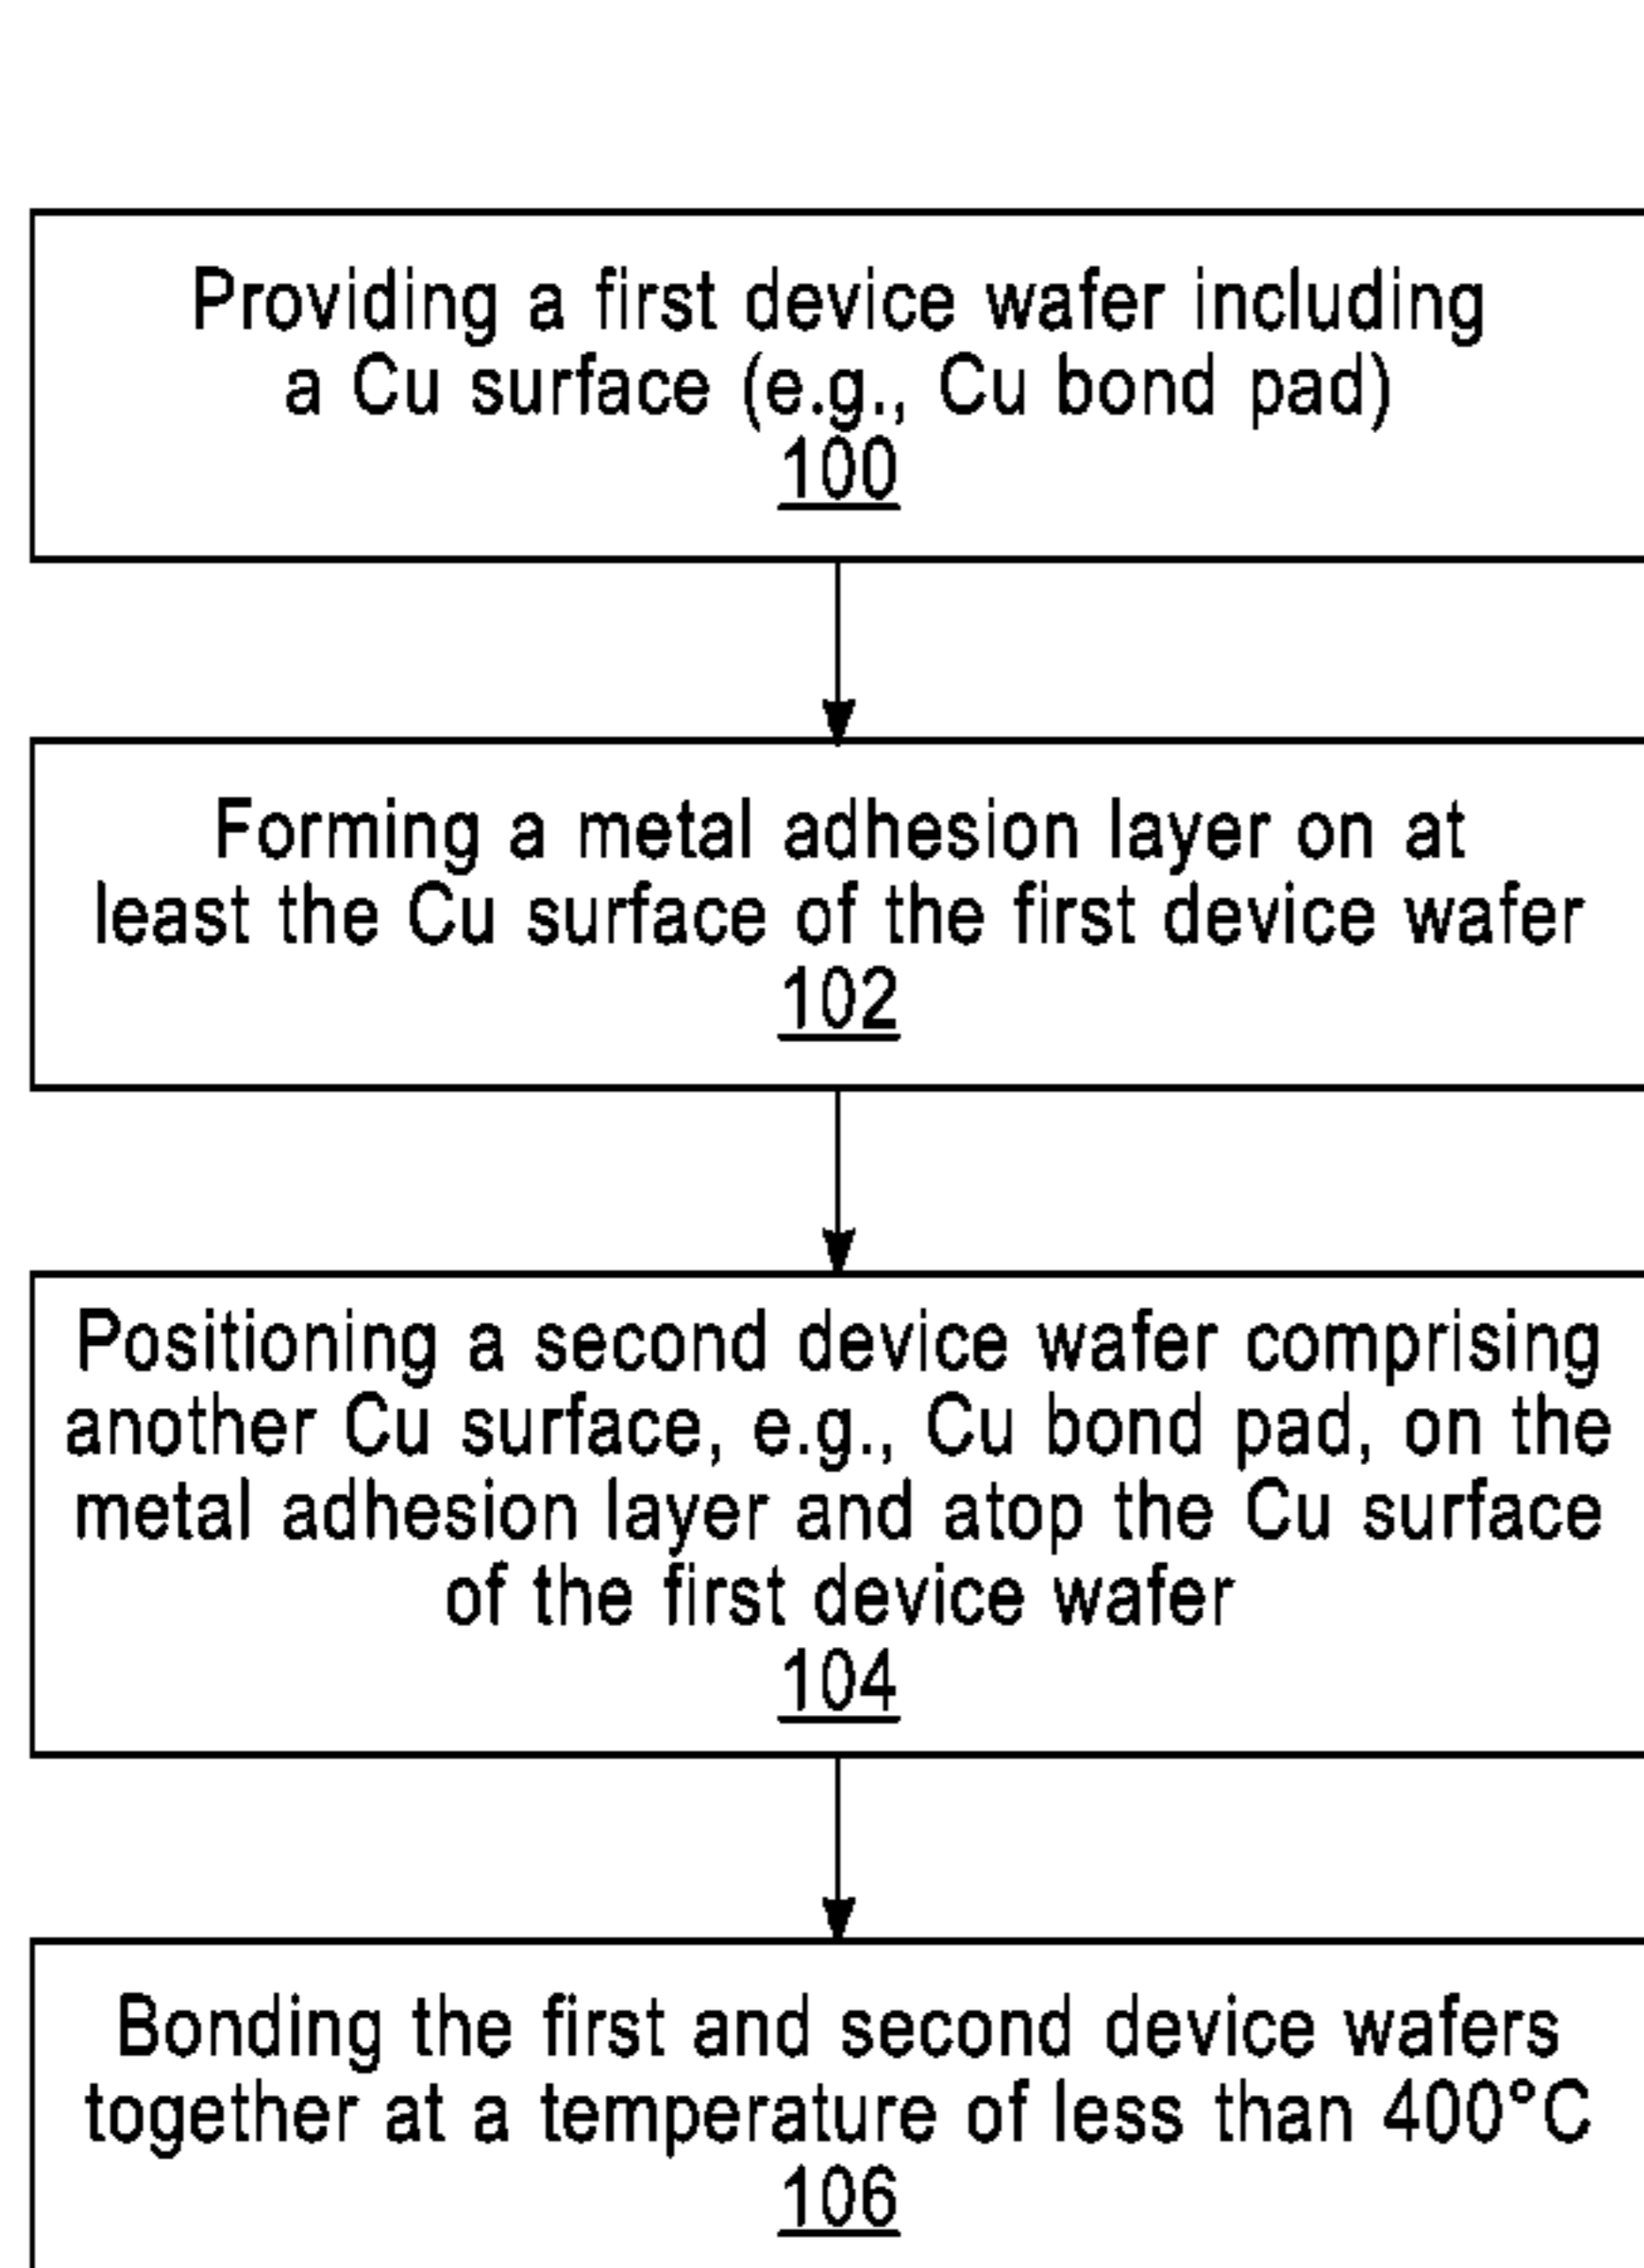 Providing a first device wafer including
a Cu surface (e.g., Cu bond pad)
100
Forming a metal adhesion layer on at
least the Cu surface of the first device wafer
102
Positioning a second device wafer comprising
another Cu surface, e.g., Cu bond pad, on the
metal adhesion layer and atop the Cu surface
of the first device wafer
104
Bonding the first and second device wafers
together at a temperature of less than 400°C
106